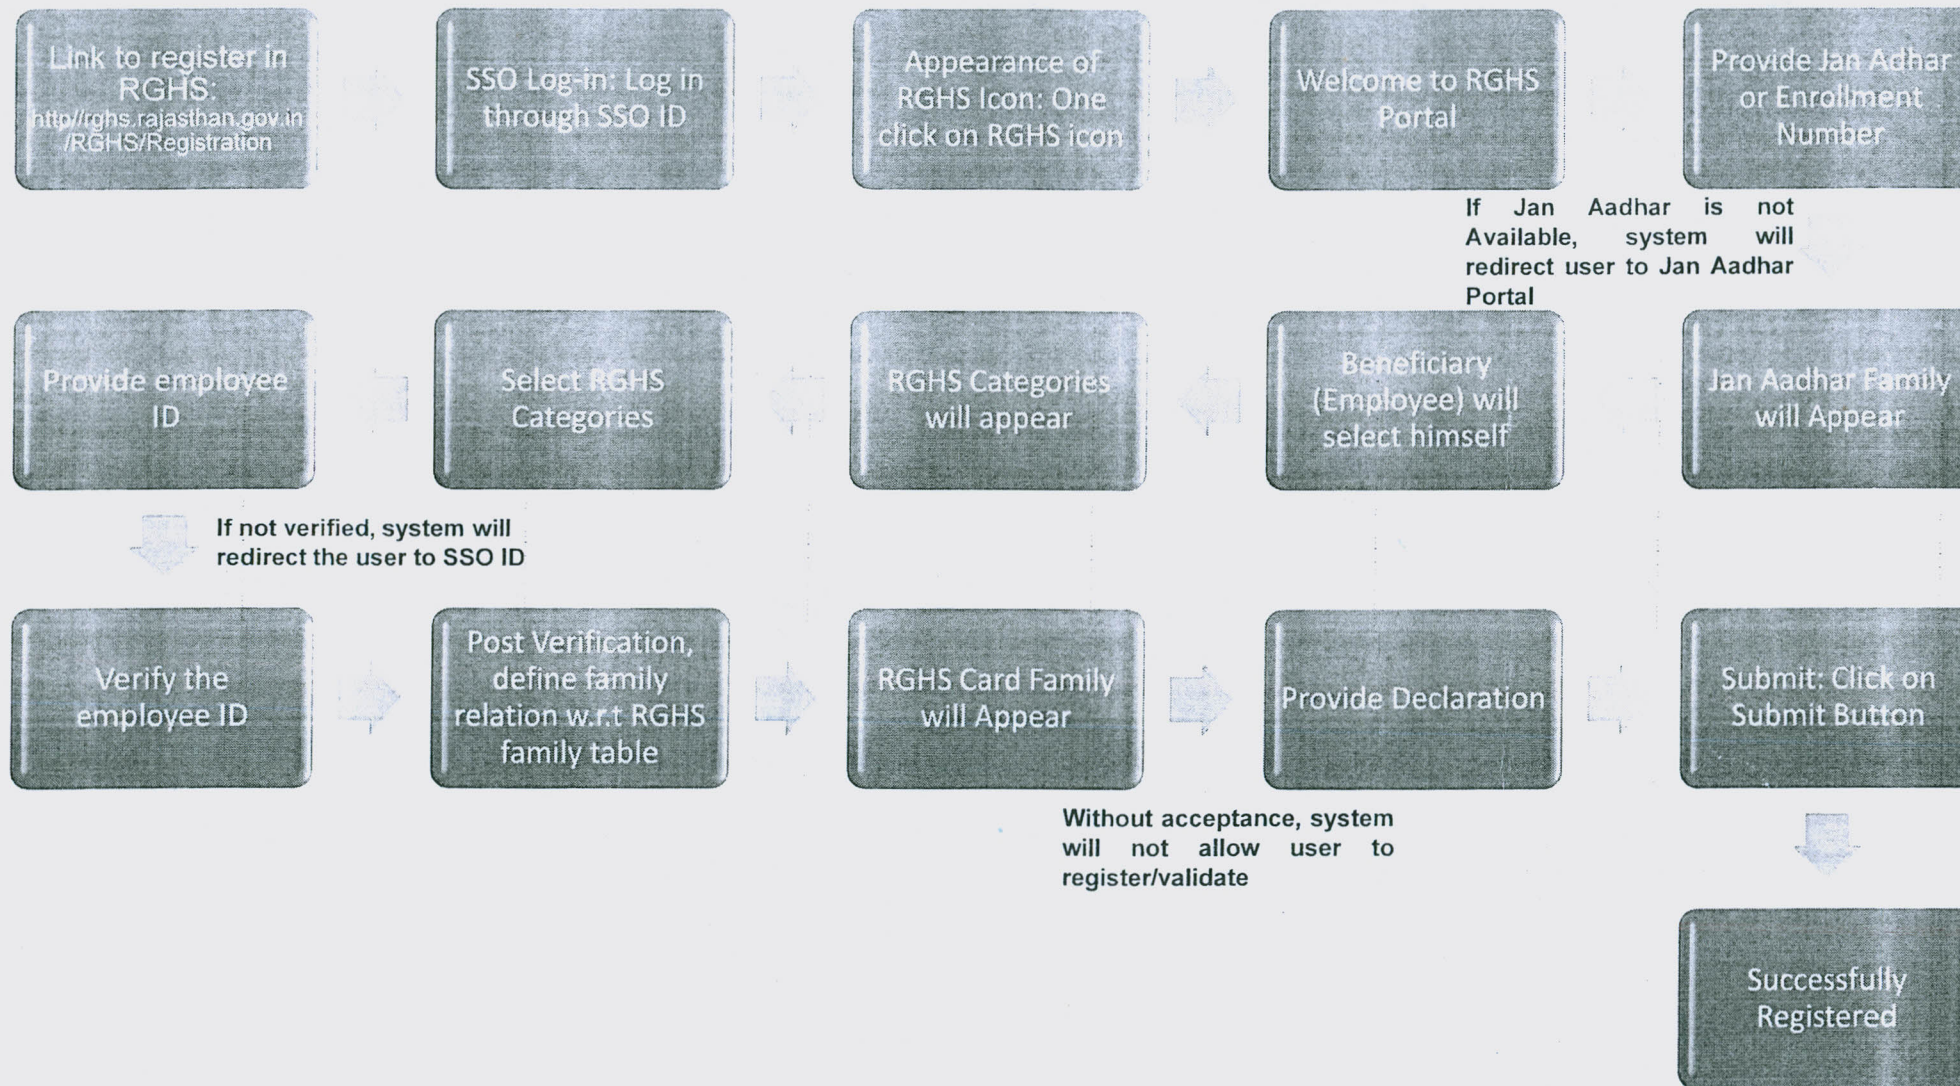 Link to register in
RGHS:
http//rghs.rajasthan.gov.in
/RGHS/Registration
SSO Log-in: Log in
through SSO ID
Appearance of
RGHS Icon: One
click on RGHS icon
Welcome to RGHS
Portal
Provide Jan Adhar
or Enrollment
Number
If Jan Aadhar is not
Available, system will
redirect user to Jan Aadhar
Portal
Jan Aadhar Family
will Appear
Beneficiary
(Employee) will
select himself
RGHS Categories
will appear
Select RGHS
Categories
Provide employee
ID
If not verified, system will
redirect the user to SSO ID
Verify the
employee ID
Post Verification,
define family
relation w.r.t RGHS
family table
RGHS Card Family
will Appear
Provide Declaration
Without acceptance, system
will not allow user to
register/validate
Submit: Click on
Submit Button
Successfully
Registered